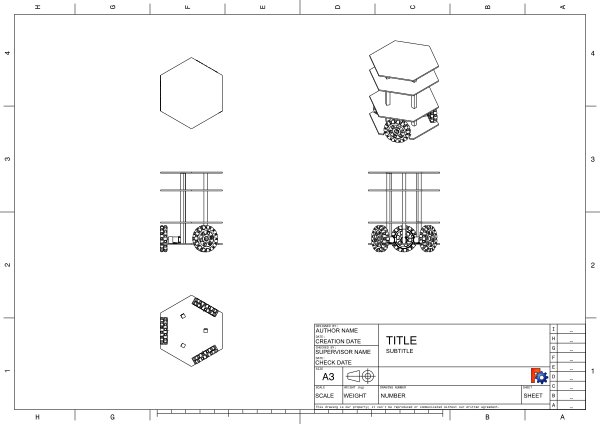 H G F E D C B A
4 4
3 3
2 2
1 1
DESIGNED BY:
AUTHOR NAME
DATE:
CREATION DATE
CHECKED BY:
SUPERVISOR NAME
DATE:
CHECK DATE
SIZE
A3
TITLE
SUBTITLE
SCALE
SCALE
WEIGHT (kg)
WEIGHT
DRAWING NUMBER
NUMBER
SHEET
SHEET
I _
H _
G _
F _
E _
D _
C _
B _
A _
This drawing is our property; it can't be reproduced or communicated without our written agreement.
H G B A